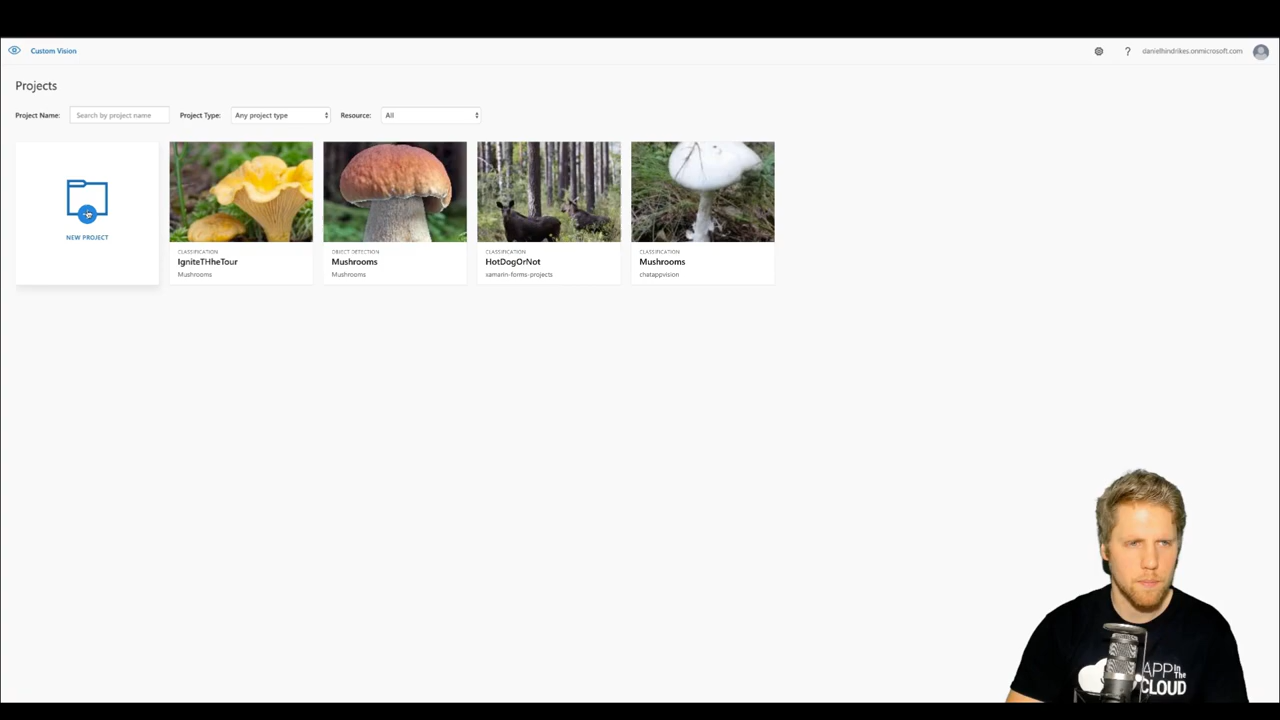 Custom Vision
? danielhindrikes.onmicrosoft.com
Projects
Project Name: Search by project name Project Type: Any project type Resource: All
NEW PROJECT
CLASSIFICATION
IgniteTHheTour
Mushrooms
OBJECT DETECTION
Mushrooms
Mushrooms
CLASSIFICATION
HotDogOrNot
xamarin-forms-projects
CLASSIFICATION
Mushrooms
chatappvision
APP In The
CLOUD